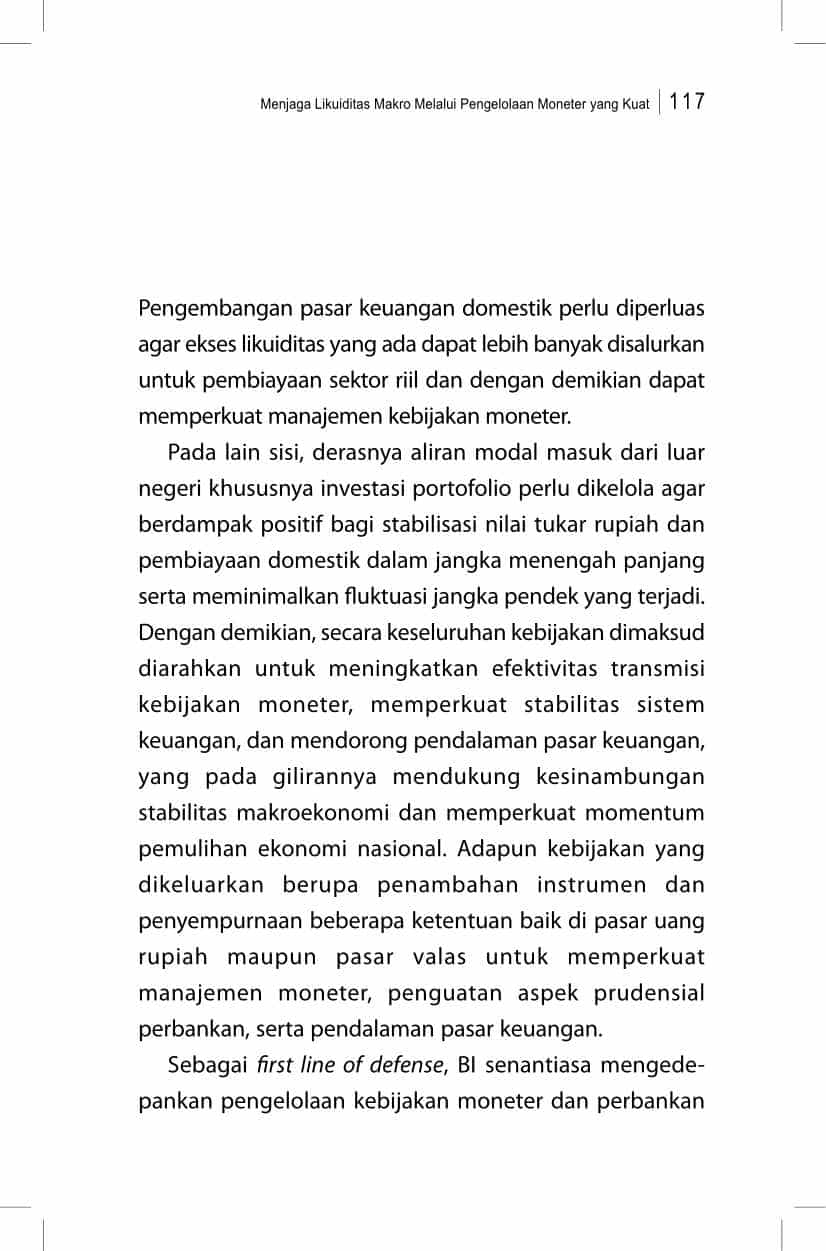 Menjaga Likuiditas Makro Melalui Pengelolaan Moneter yang Kuat 117
Pengembangan pasar keuangan domestik perlu diperluas
agar ekses likuiditas yang ada dapat lebih banyak disalurkan
untuk pembiayaan sektor riil dan dengan demikian dapat
memperkuat manajemen kebijakan moneter.
Pada lain sisi, derasnya aliran modal masuk dari luar
negeri khususnya investasi portofolio perlu dikelola agar
berdampak positif bagi stabilisasi nilai tukar rupiah dan
pembiayaan domestik dalam jangka menengah panjang
serta meminimalkan fluktuasi jangka pendek yang terjadi.
Dengan demikian, secara keseluruhan kebijakan dimaksud
diarahkan untuk meningkatkan efektivitas transmisi
kebijakan moneter, memperkuat stabilitas sistem
keuangan, dan mendorong pendalaman pasar keuangan,
yang pada gilirannya mendukung kesinambungan
stabilitas makroekonomi dan memperkuat momentum
pemulihan ekonomi nasional. Adapun kebijakan yang
dikeluarkan berupa penambahan instrumen dan
penyempurnaan beberapa ketentuan baik di pasar uang
rupiah maupun pasar valas untuk memperkuat
manajemen moneter, penguatan aspek prudensial
perbankan, serta pendalaman pasar keuangan.
Sebagai first line of defense, BI senantiasa mengede-
pankan pengelolaan kebijakan moneter dan perbankan